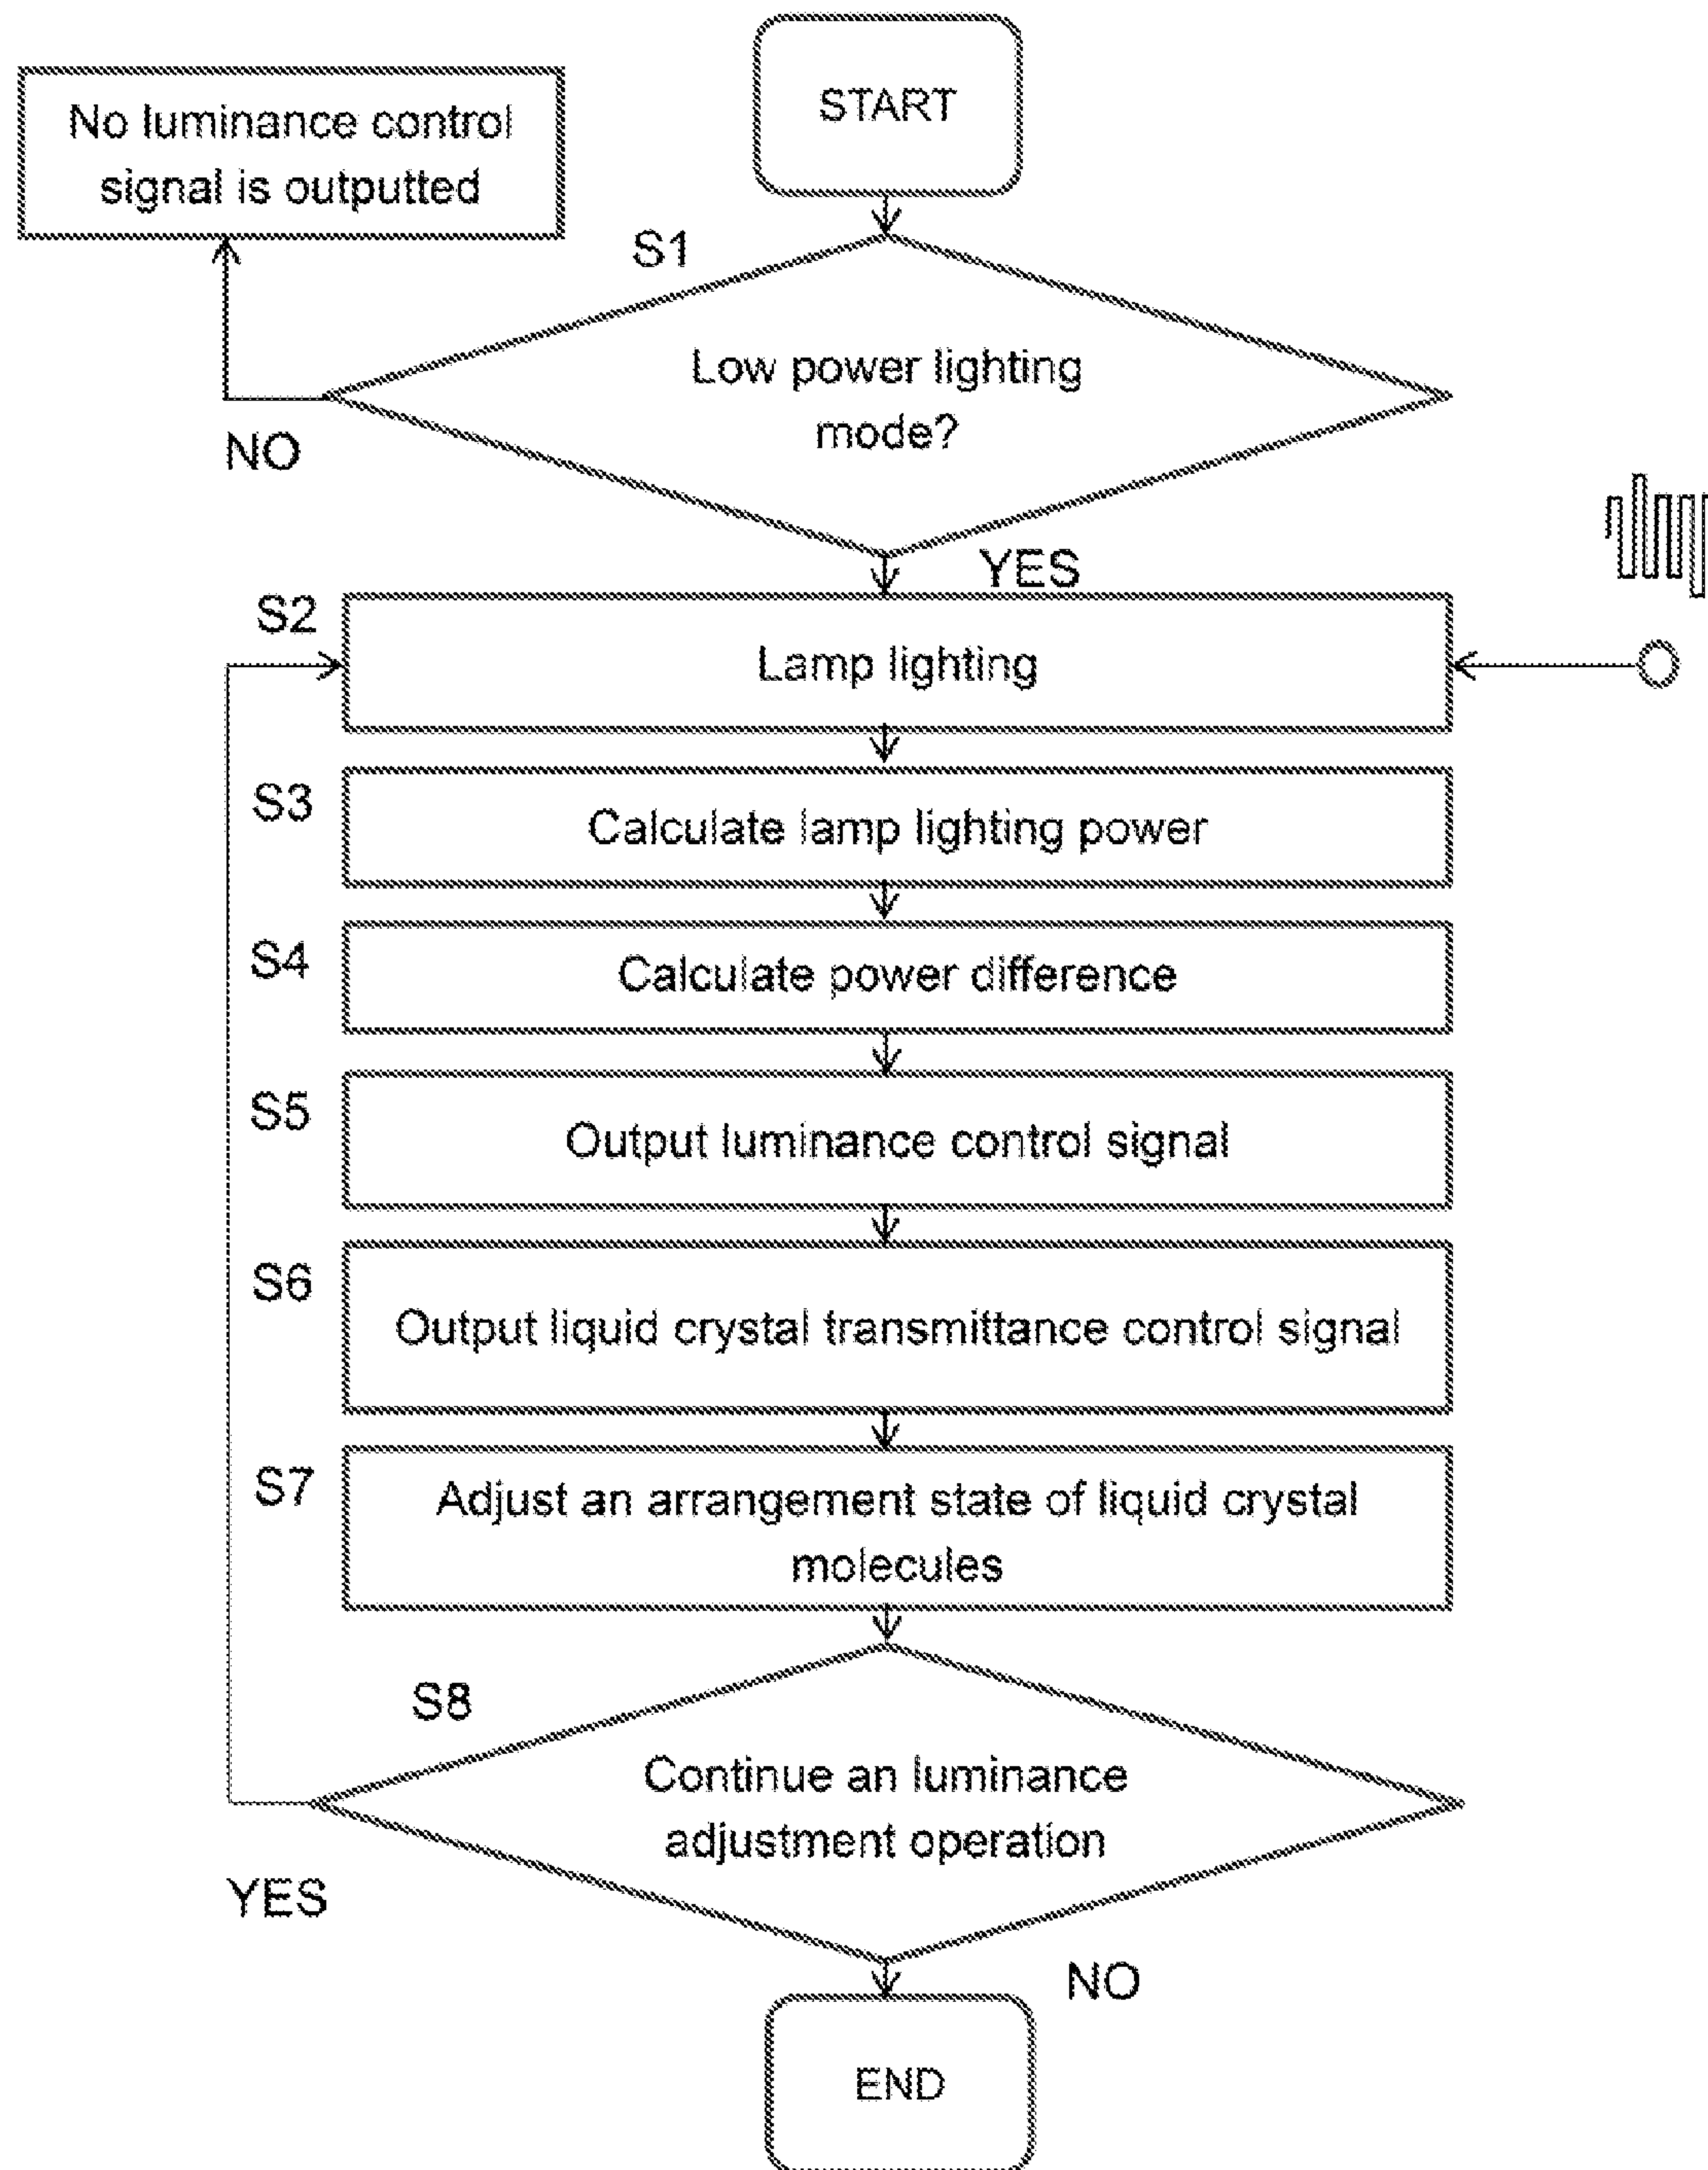 START
No luminance control
signal is outputted
S1
Low power lighting
mode?
NO
YES
S2
Lamp lighting
S3
Calculate lamp lighting power
S4
Calculate power difference
S5
Output luminance control signal
S6
Output liquid crystal transmittance control signal
S7
Adjust an arrangement state of liquid crystal
molecules
S8
Continue an luminance
adjustment operation
YES
NO
END